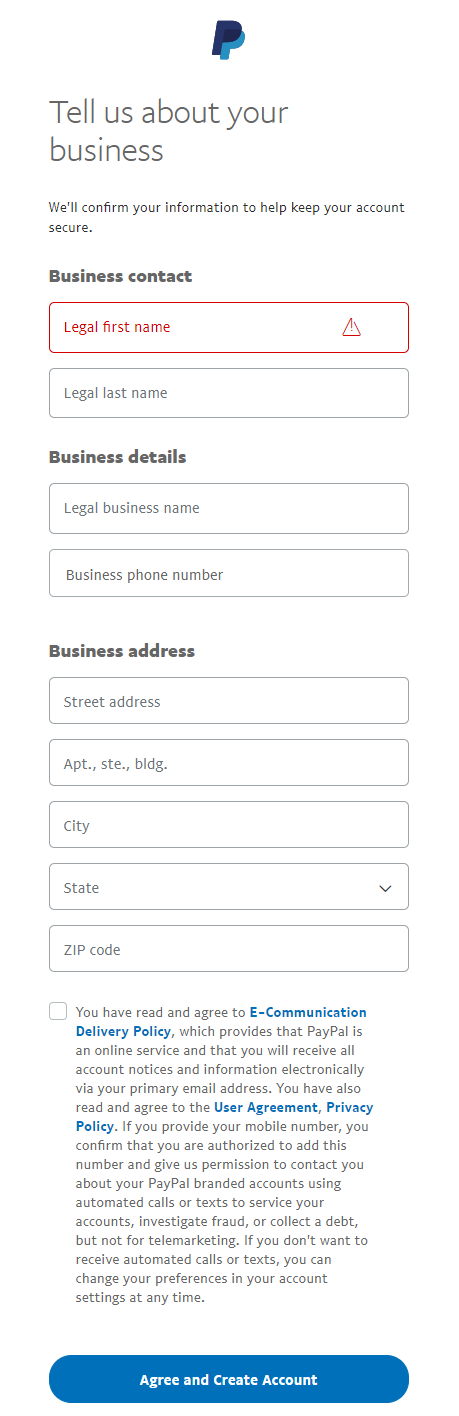 Tell us about your
business
We'll confirm your information to help keep your account
secure.
Business contact
Legal first name
Legal last name
Business details
Legal business name
Business phone number
Business address
Street address
Apt., ste., bldg.
City
State
ZIP code
You have read and agree to E-Communication
Delivery Policy, which provides that PayPal is
an online service and that you will receive all
account notices and information electronically
via your primary email address. You have also
read and agree to the User Agreement, Privacy
Policy. If you provide your mobile number, you
confirm that you are authorized to add this
number and give us permission to contact you
about your PayPal branded accounts using
automated calls or texts to service your
accounts, investigate fraud, or collect a debt,
but not for telemarketing. If you don't want to
receive automated calls or texts, you can
change your preferences in your account
settings at any time.
Agree and Create Account